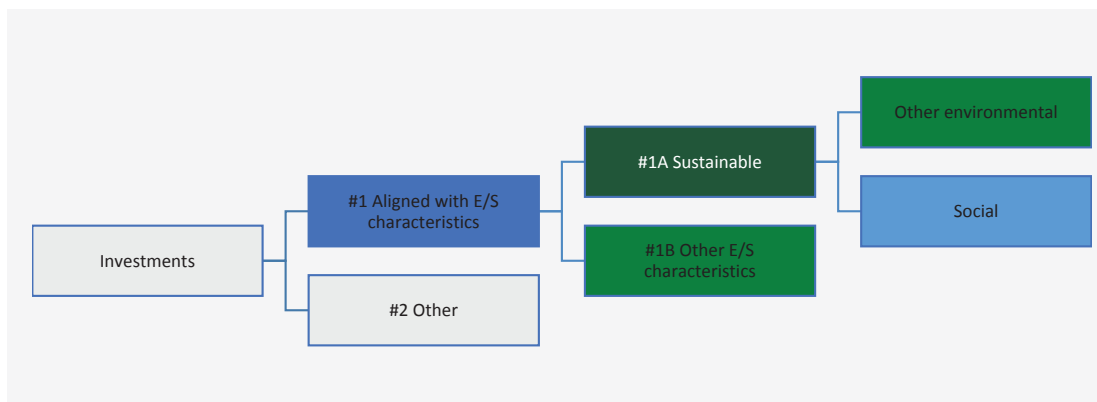 Investments
#1 Aligned with E/S
characteristics
#2 Other
#1A Sustainable
#1B Other E/S
characteristics
Other environmental
Social